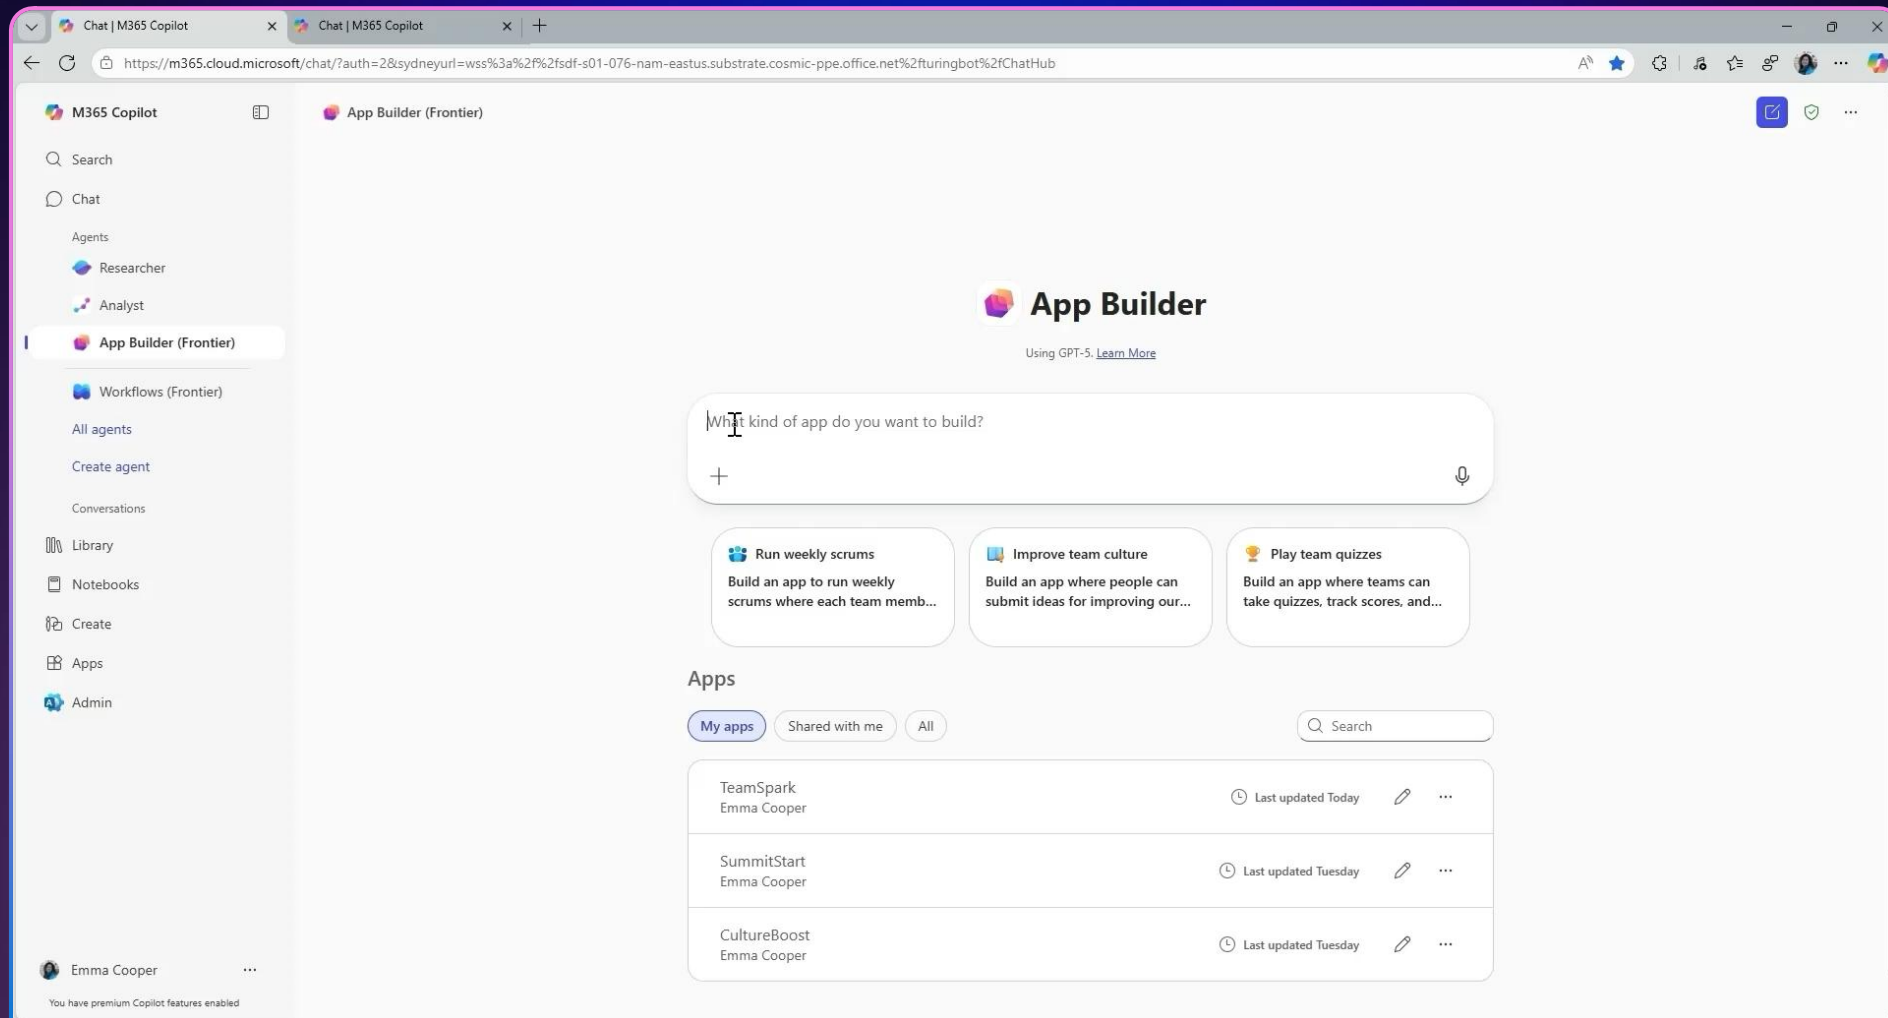 Chat | M365 Copilot
Chat | M365 Copilot
https://m365.cloud.microsoft/chat/?auth=2&sydneyurl=wss%3a%2f%2fsdf-s01-076-nam-eastus.substrate.cosmic-ppe.office.net%2fturingbot%2fChatHub
M365 Copilot
Search
Chat
Agents
Researcher
Analyst
App Builder (Frontier)
Workflows (Frontier)
All agents
Create agent
Conversations
Library
Notebooks
Create
Apps
Admin
Emma Cooper
You have premium Copilot features enabled
App Builder (Frontier)
App Builder
Using GPT-5. Learn More
What kind of app do you want to build?
Run weekly scrums
Build an app to run weekly
scrums where each team memb...
Improve team culture
Build an app where people can
submit ideas for improving our...
Play team quizzes
Build an app where teams can
take quizzes, track scores, and...
Apps
My apps
Shared with me
All
Search
TeamSpark
Emma Cooper
Last updated Today
SummitStart
Emma Cooper
Last updated Tuesday
CultureBoost
Emma Cooper
Last updated Tuesday